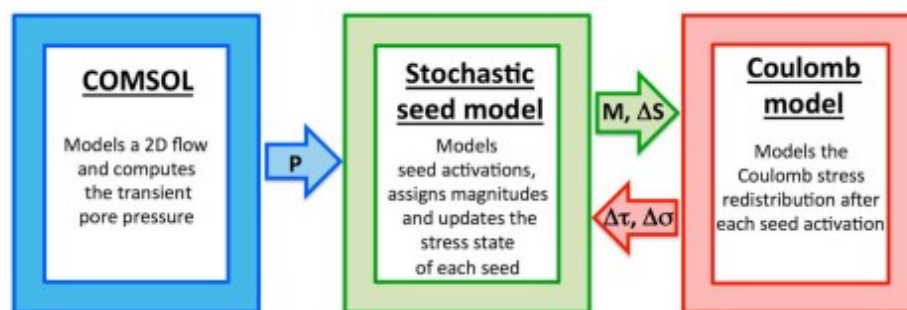 COMSOL
Models a 2D flow
and computes
the transient
pore pressure
P
Stochastic
seed model
Models
seed activations,
assigns magnitudes
and updates the
stress state
of each seed
M, ΔS
Δτ, Δσ
Coulomb
model
Models the
Coulomb stress
redistribution after
each seed activation